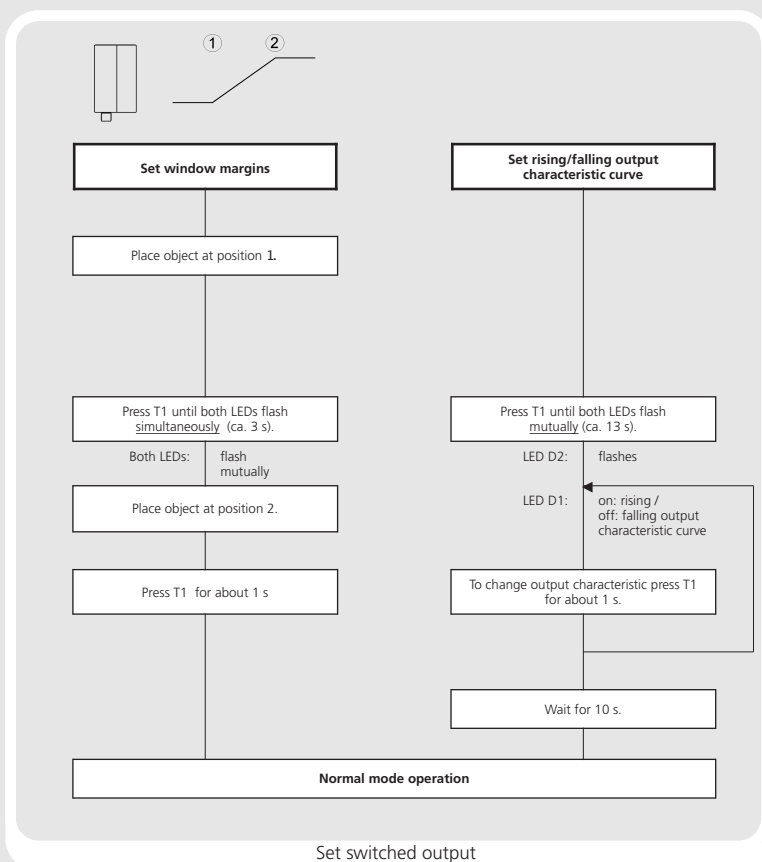 ① ②
Set window margins
Place object at position 1.
Press T1 until both LEDs flash
simultaneously (ca. 3 s).
Both LEDs: flash
mutually
Place object at position 2.
Press T1 for about 1 s
Set rising/falling output
characteristic curve
Press T1 until both LEDs flash
mutually (ca. 13 s).
LED D2: flashes
LED D1: on: rising /
off: falling output
characteristic curve
To change output characteristic press T1
for about 1 s.
Wait for 10 s.
Normal mode operation
Set switched output